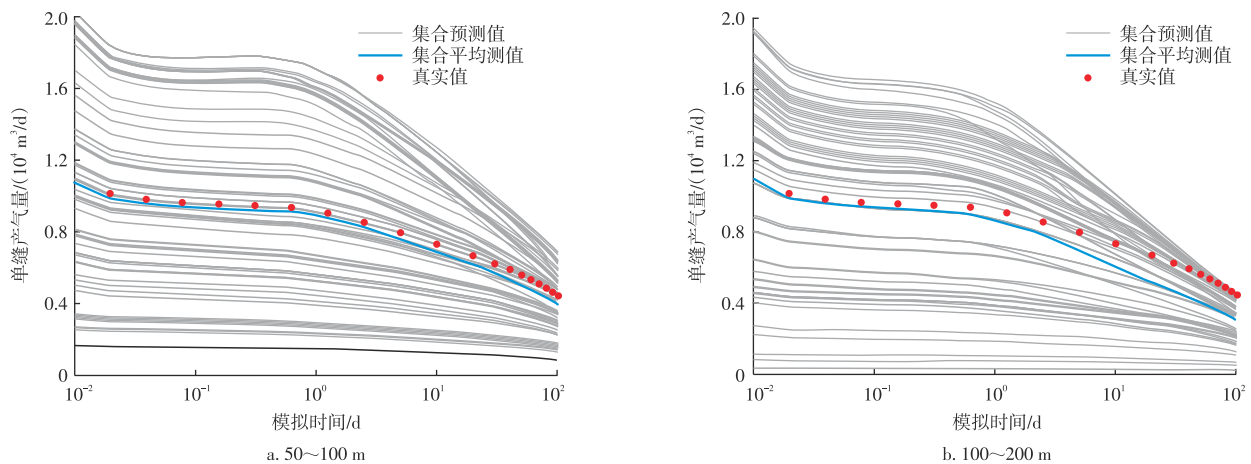 2.0
1.6
1.2
0.8
0.4
0
单缝产气量/(10⁴ m³/d)
集合预测值
集合平均测值
真实值
10⁻² 10⁻¹ 10⁰ 10¹ 10²
模拟时间/d
a. 50～100 m
2.0
1.6
1.2
0.8
0.4
0
单缝产气量/(10⁴ m³/d)
集合预测值
集合平均测值
真实值
10⁻² 10⁻¹ 10⁰ 10¹ 10²
模拟时间/d
b. 100～200 m